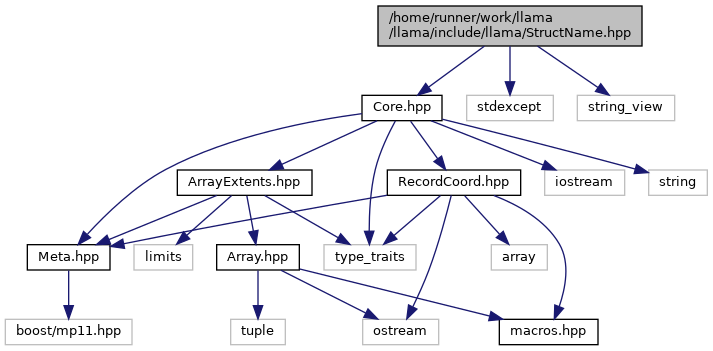 /home/runner/work/llama
/llama/include/llama/StructName.hpp
Core.hpp
stdexcept
string_view
ArrayExtents.hpp
RecordCoord.hpp
iostream
string
Meta.hpp
limits
Array.hpp
type_traits
array
boost/mp11.hpp
tuple
ostream
macros.hpp